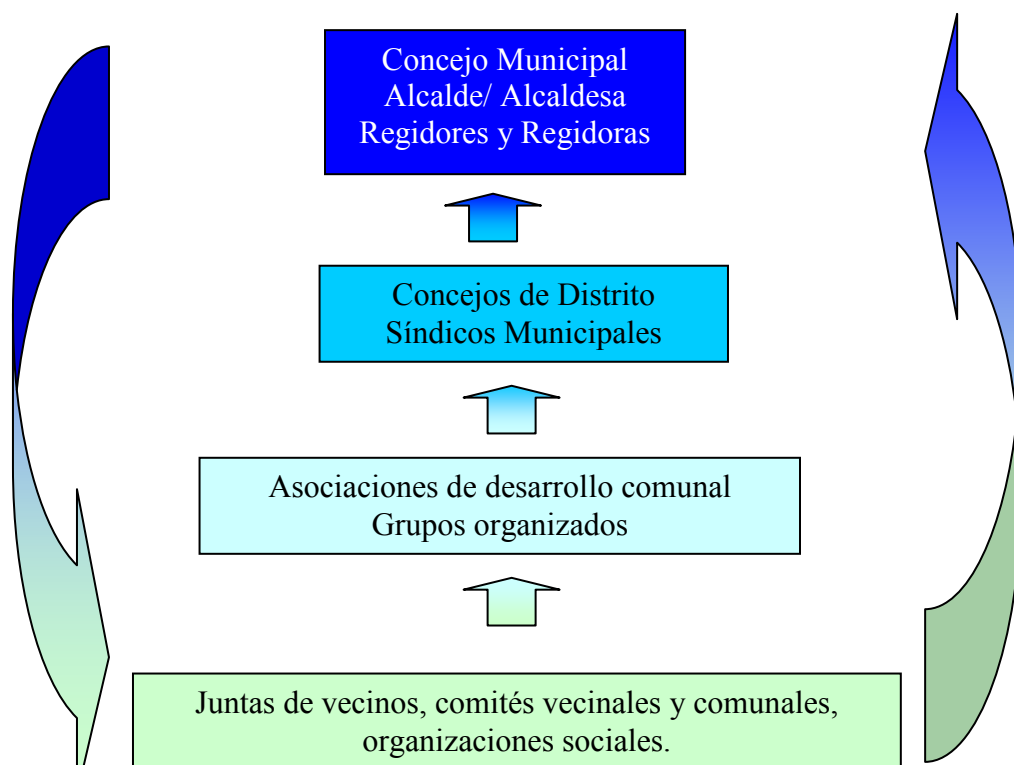 Concejo Municipal
Alcalde/ Alcaldesa
Regidores y Regidoras
Concejos de Distrito
Síndicos Municipales
Asociaciones de desarrollo comunal
Grupos organizados
Juntas de vecinos, comités vecinales y comunales,
organizaciones sociales.